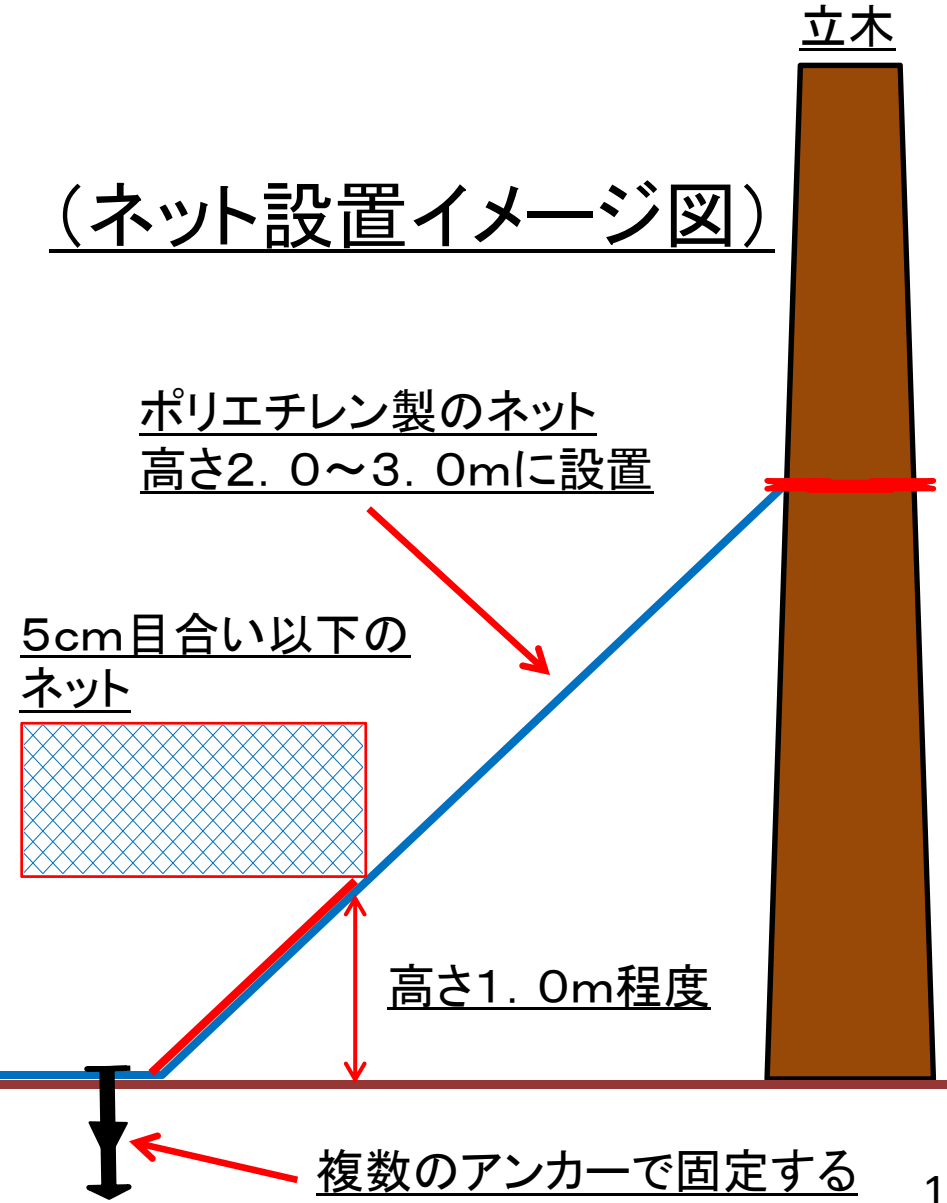 立木
（ネット設置イメージ図）
ポリエチレン製のネット
高さ２．０～３．０ｍに設置
５ｃｍ目合い以下の
ネット
高さ１．０ｍ程度
複数のアンカーで固定する
1